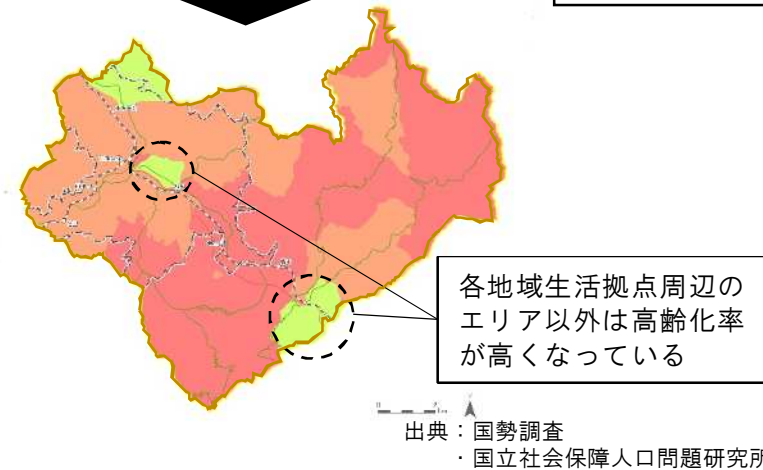 各地域生活拠点周辺の
エリア以外は高齢化率
が高くなっている
出典：国勢調査
・国立社会保障人口問題研究所